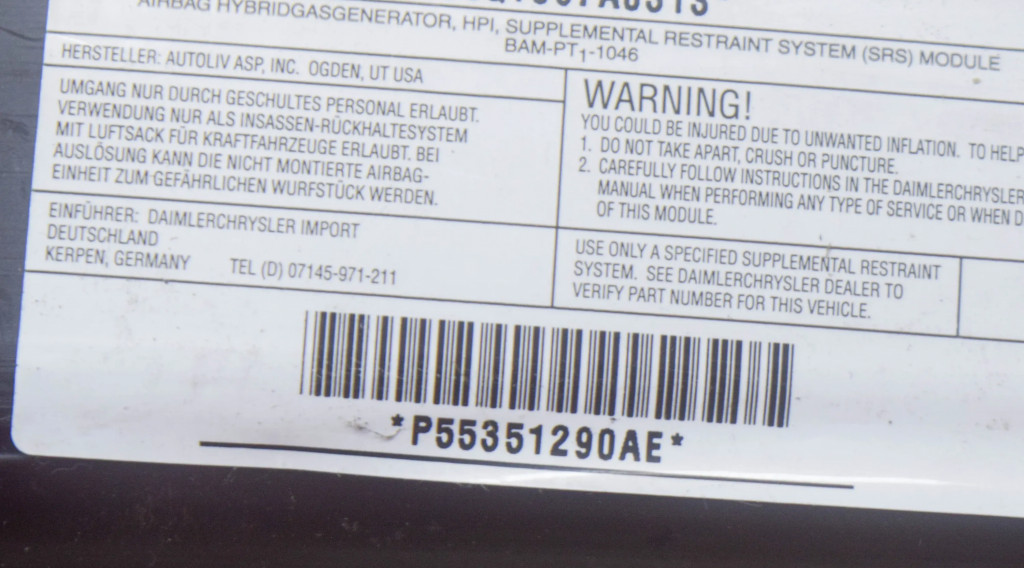 AIRBAG HYBRIDGASGENERATOR, HPI, SUPPLEMENTAL RESTRAINT SYSTEM (SRS) MODULE
BAM-PT1-1046
HERSTELLER: AUTOLIV ASP, INC. OGDEN, UT USA
UMGANG NUR DURCH GESCHULTES PERSONAL ERLAUBT.
VERWENDUNG NUR ALS INSASSEN-RÜCKHALTESYSTEM
MIT LUFTSACK FÜR KRAFTFAHRZEUGE ERLAUBT. BEI
AUSLÖSUNG KANN DIE NICHT MONTIERTE AIRBAG-
EINHEIT ZUM GEFÄHRLICHEN WURFSTÜCK WERDEN.
EINFÜHRER: DAIMLERCHRYSLER IMPORT
DEUTSCHLAND
KERPEN, GERMANY TEL (D) 07145-971-211
WARNING!
YOU COULD BE INJURED DUE TO UNWANTED INFLATION. TO HELP
1. DO NOT TAKE APART, CRUSH OR PUNCTURE.
2. CAREFULLY FOLLOW INSTRUCTIONS IN THE DAIMLERCHRYSLER
MANUAL WHEN PERFORMING ANY TYPE OF SERVICE OR WHEN D
OF THIS MODULE.
USE ONLY A SPECIFIED SUPPLEMENTAL RESTRAINT
SYSTEM. SEE DAIMLERCHRYSLER DEALER TO
VERIFY PART NUMBER FOR THIS VEHICLE.
*P55351290AE*